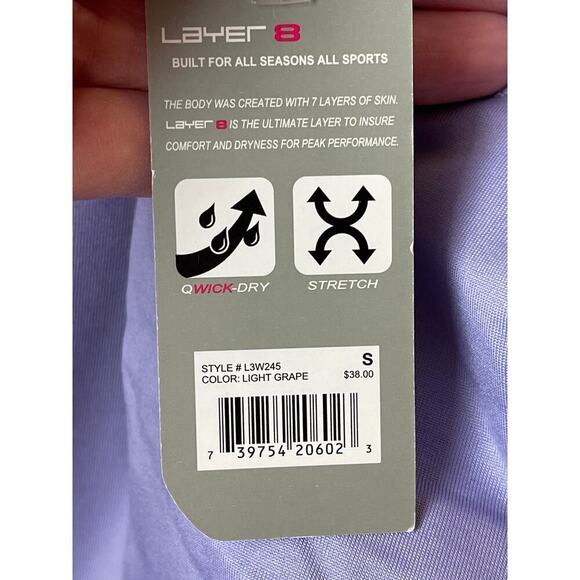 Layer 8
BUILT FOR ALL SEASONS ALL SPORTS
THE BODY WAS CREATED WITH 7 LAYERS OF SKIN.
Layer 8 IS THE ULTIMATE LAYER TO INSURE
COMFORT AND DRYNESS FOR PEAK PERFORMANCE.
QWICK-DRY STRETCH
STYLE # L3W245 S
COLOR: LIGHT GRAPE $38.00
7 39754 20602 3